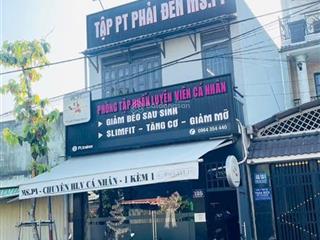 TẬP PT PHẢI ĐẾN MS.PT
PHÒNG TẬP HUẤN LUYỆN VIÊN CÁ NHÂN
GIẢM BÉO SAU SINH
SLIMFIT - TĂNG CƠ - GIẢM MỠ
0964 354 440
MS.PT - CHUYÊN HLV CÁ NHÂN - 1 KÈM 1